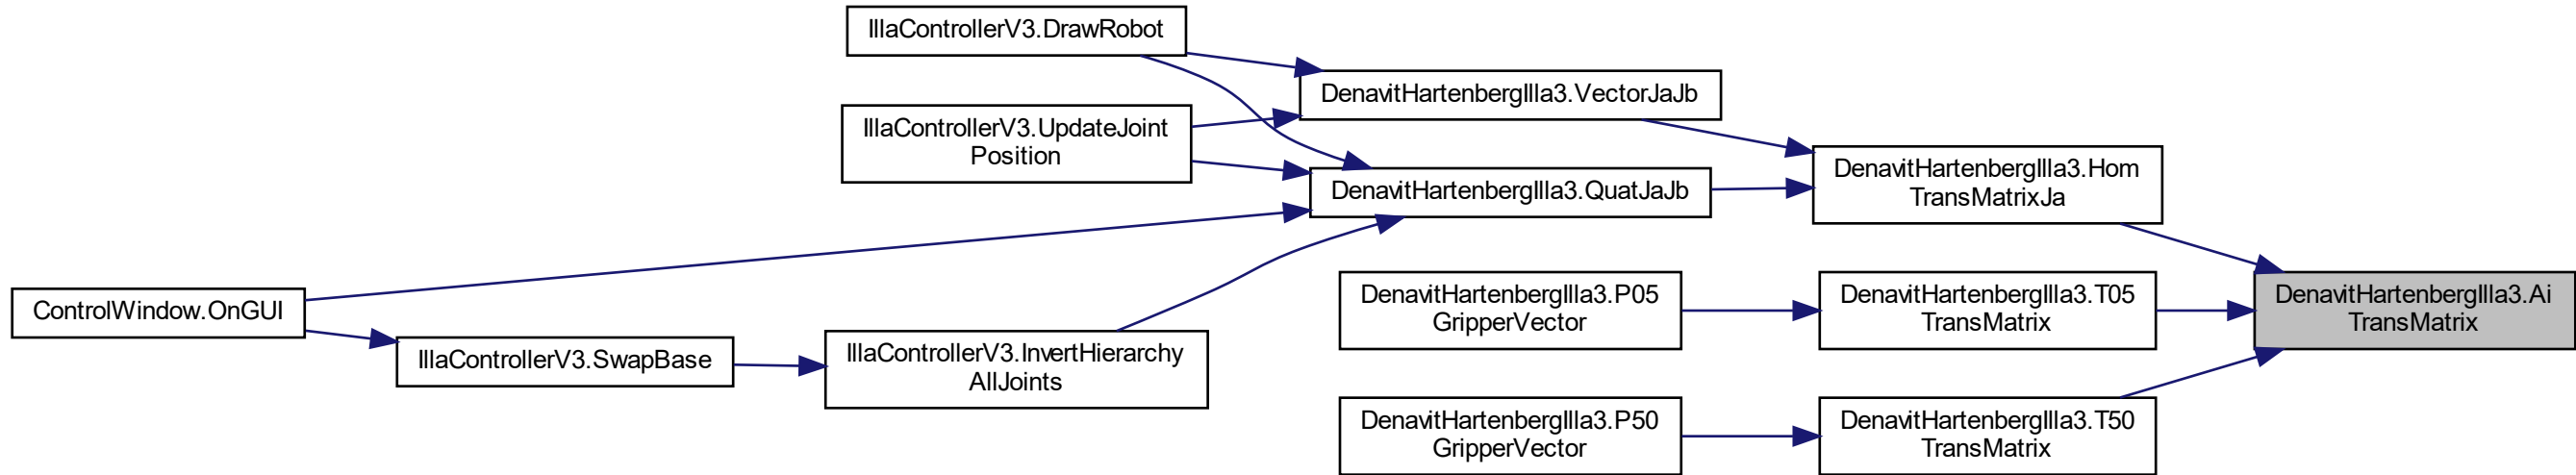 IllaControllerV3.DrawRobot
DenavitHartenbergIlla3.VectorJaJb
IllaControllerV3.UpdateJoint
Position
DenavitHartenbergIlla3.Hom
TransMatrixJa
DenavitHartenbergIlla3.QuatJaJb
ControlWindow.OnGUI
DenavitHartenbergIlla3.P05
GripperVector
DenavitHartenbergIlla3.T05
TransMatrix
DenavitHartenbergIlla3.Ai
TransMatrix
IllaControllerV3.SwapBase
IllaControllerV3.InvertHierarchy
AllJoints
DenavitHartenbergIlla3.P50
GripperVector
DenavitHartenbergIlla3.T50
TransMatrix